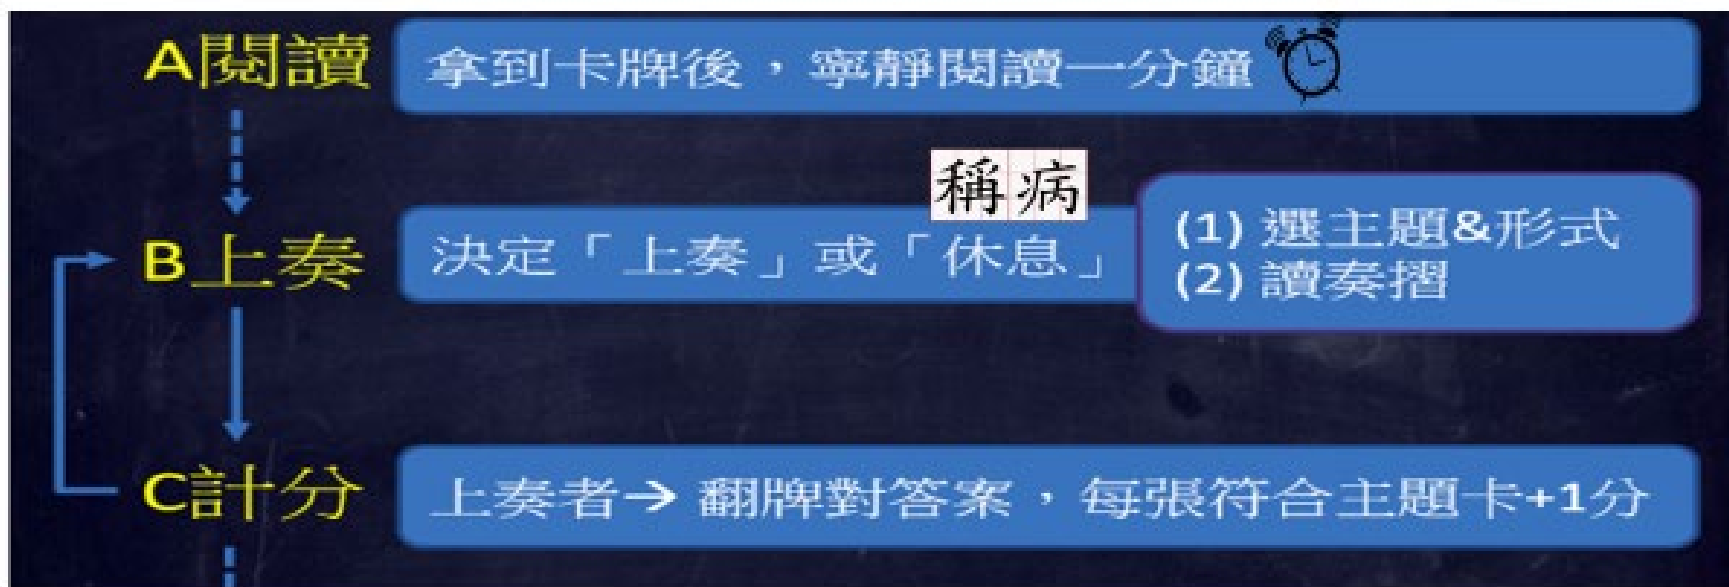 A閱讀
拿到卡牌後，寧靜閱讀一分鐘
稱病
B上奏
決定「上奏」或「休息」
(1) 選主題&形式
(2) 讀奏摺
C計分
上奏者→ 翻牌對答案，每張符合主題卡+1分